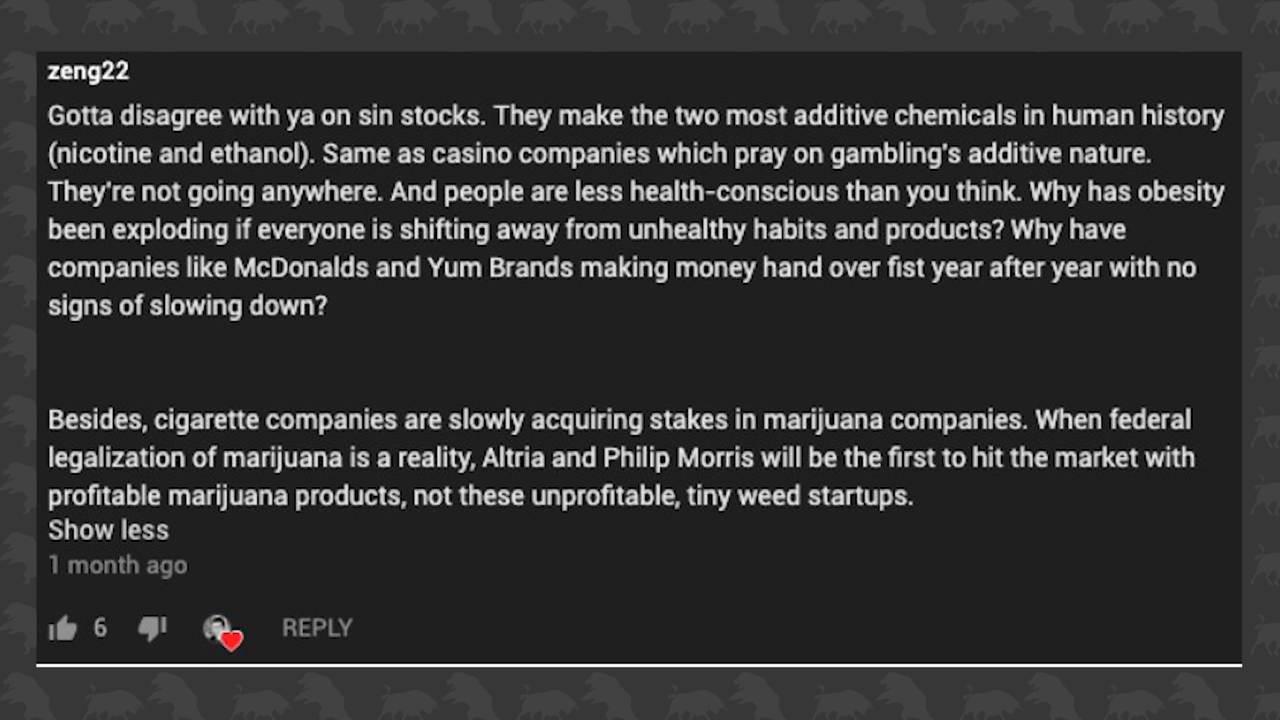 zeng22
Gotta disagree with ya on sin stocks. They make the two most additive chemicals in human history
(nicotine and ethanol). Same as casino companies which pray on gambling's additive nature.
They're not going anywhere. And people are less health-conscious than you think. Why has obesity
been exploding if everyone is shifting away from unhealthy habits and products? Why have
companies like McDonalds and Yum Brands making money hand over fist year after year with no
signs of slowing down?
Besides, cigarette companies are slowly acquiring stakes in marijuana companies. When federal
legalization of marijuana is a reality, Altria and Philip Morris will be the first to hit the market with
profitable marijuana products, not these unprofitable, tiny weed startups.
Show less
1 month ago
6 REPLY